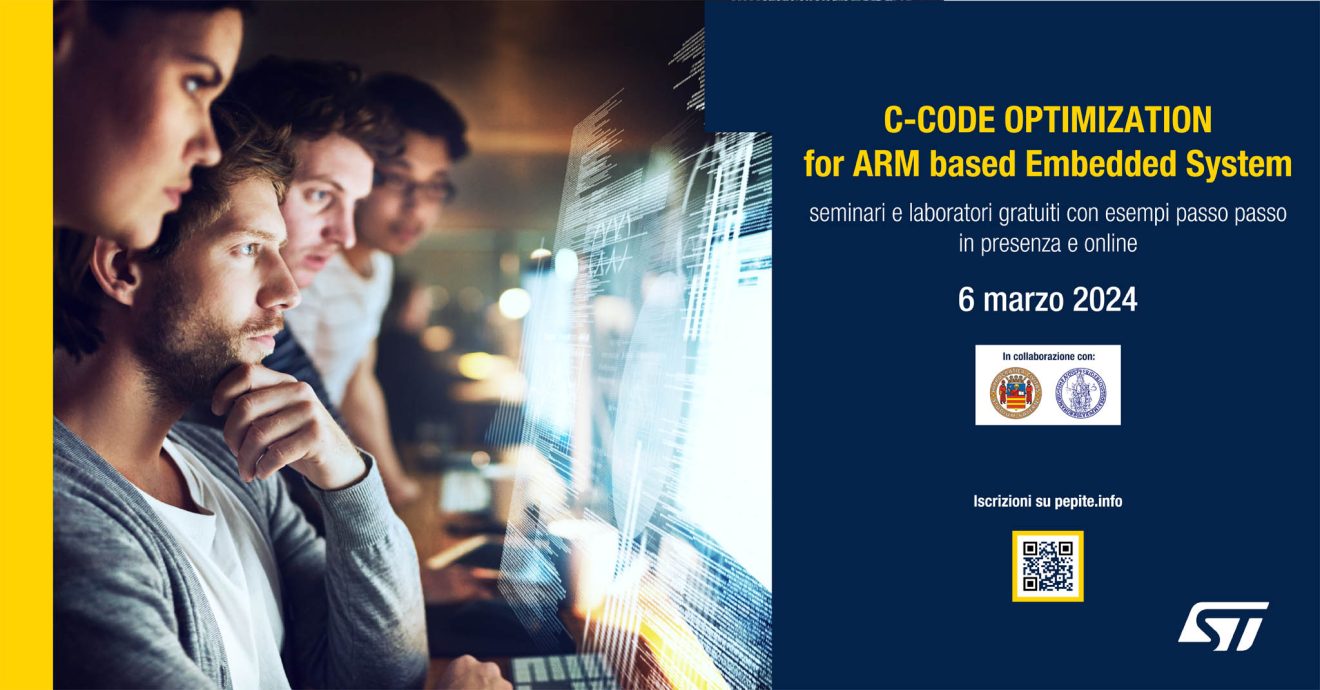 C-CODE OPTIMIZATION
for ARM based Embedded System
seminari e laboratori gratuiti con esempi passo passo
in presenza e online
6 marzo 2024
In collaborazione con:
Iscrizioni su pepite.info
ST